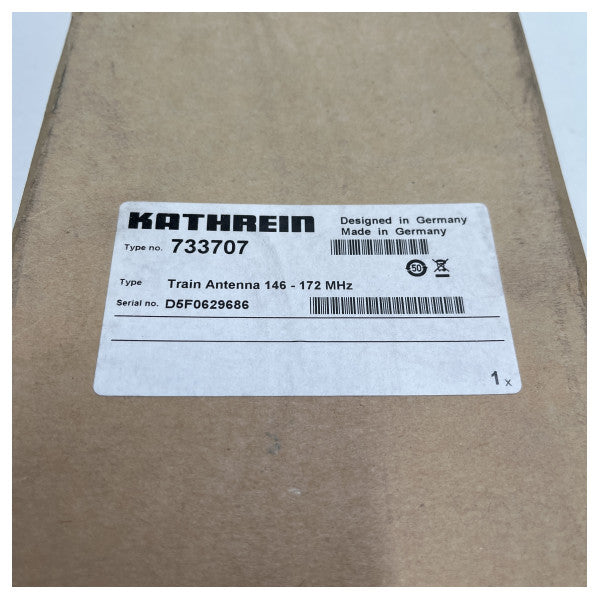 KATHREIN
Designed in Germany
Made in Germany
Type no. 733707
50
Type Train Antenna 146 - 172 MHz
Serial no. D5F0629686
1 x